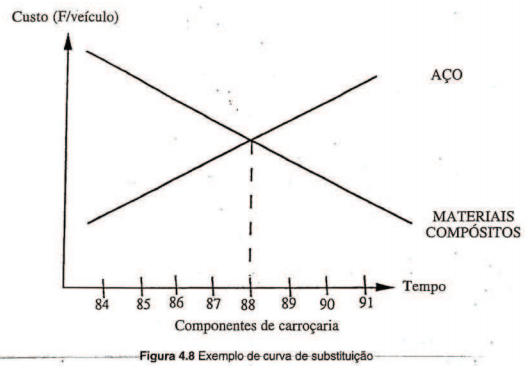 Custo (F/veículo)
AÇO
MATERIAIS
COMPÓSITOS
Tempo
84 85 86 87 88 89 90 91
Componentes de carroçaria
Figura 4.8 Exemplo de curva de substituição